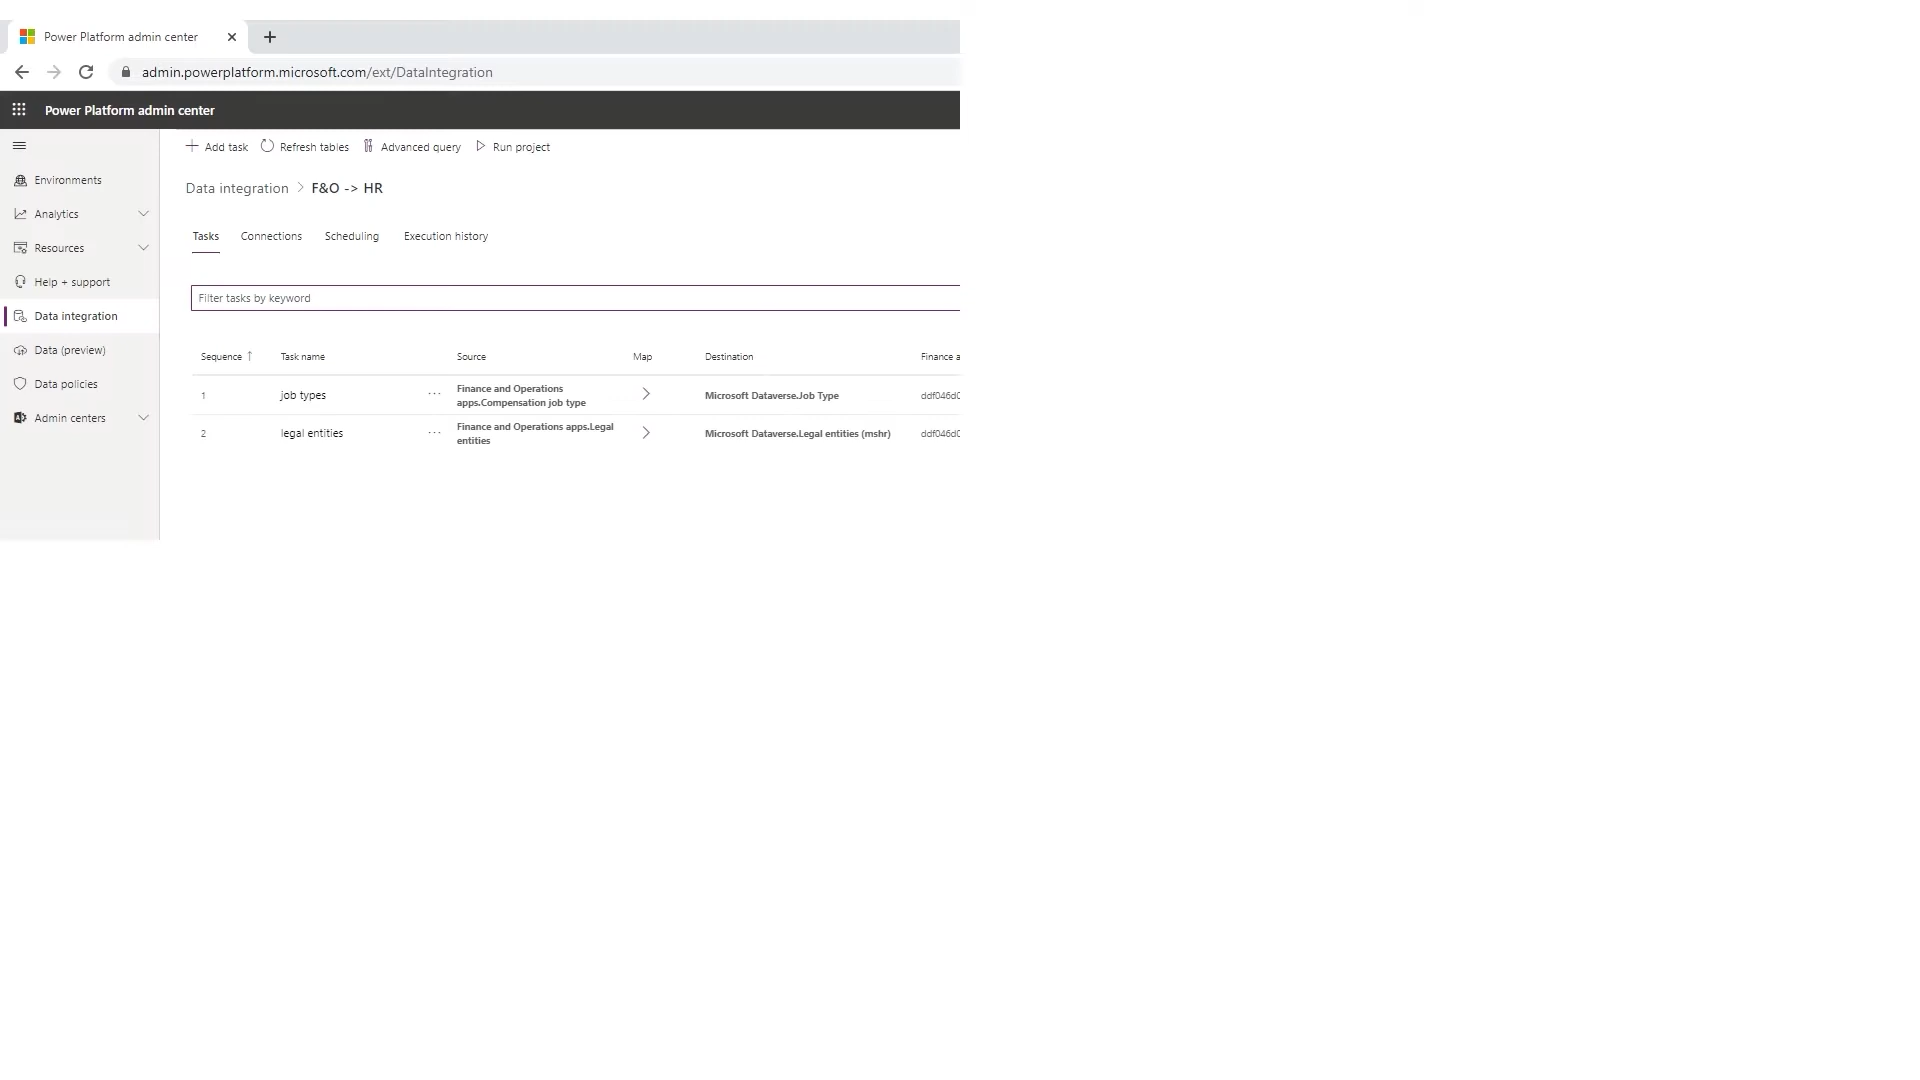 Power Platform admin center
admin.powerplatform.microsoft.com/ext/DataIntegration
Power Platform admin center
Add task Refresh tables Advanced query Run project
Environments
Data integration > F&O -> HR
Analytics
Tasks Connections Scheduling Execution history
Resources
Help + support
Filter tasks by keyword
Data integration
Data (preview)
Sequence ↑ Task name Source Map Destination Finance a
Data policies
1 job types ... Finance and Operations apps.Compensation job type > Microsoft Dataverse.Job Type ddf046d0
Admin centers
2 legal entities ... Finance and Operations apps.Legal entities > Microsoft Dataverse.Legal entities (mshr) ddf046d0